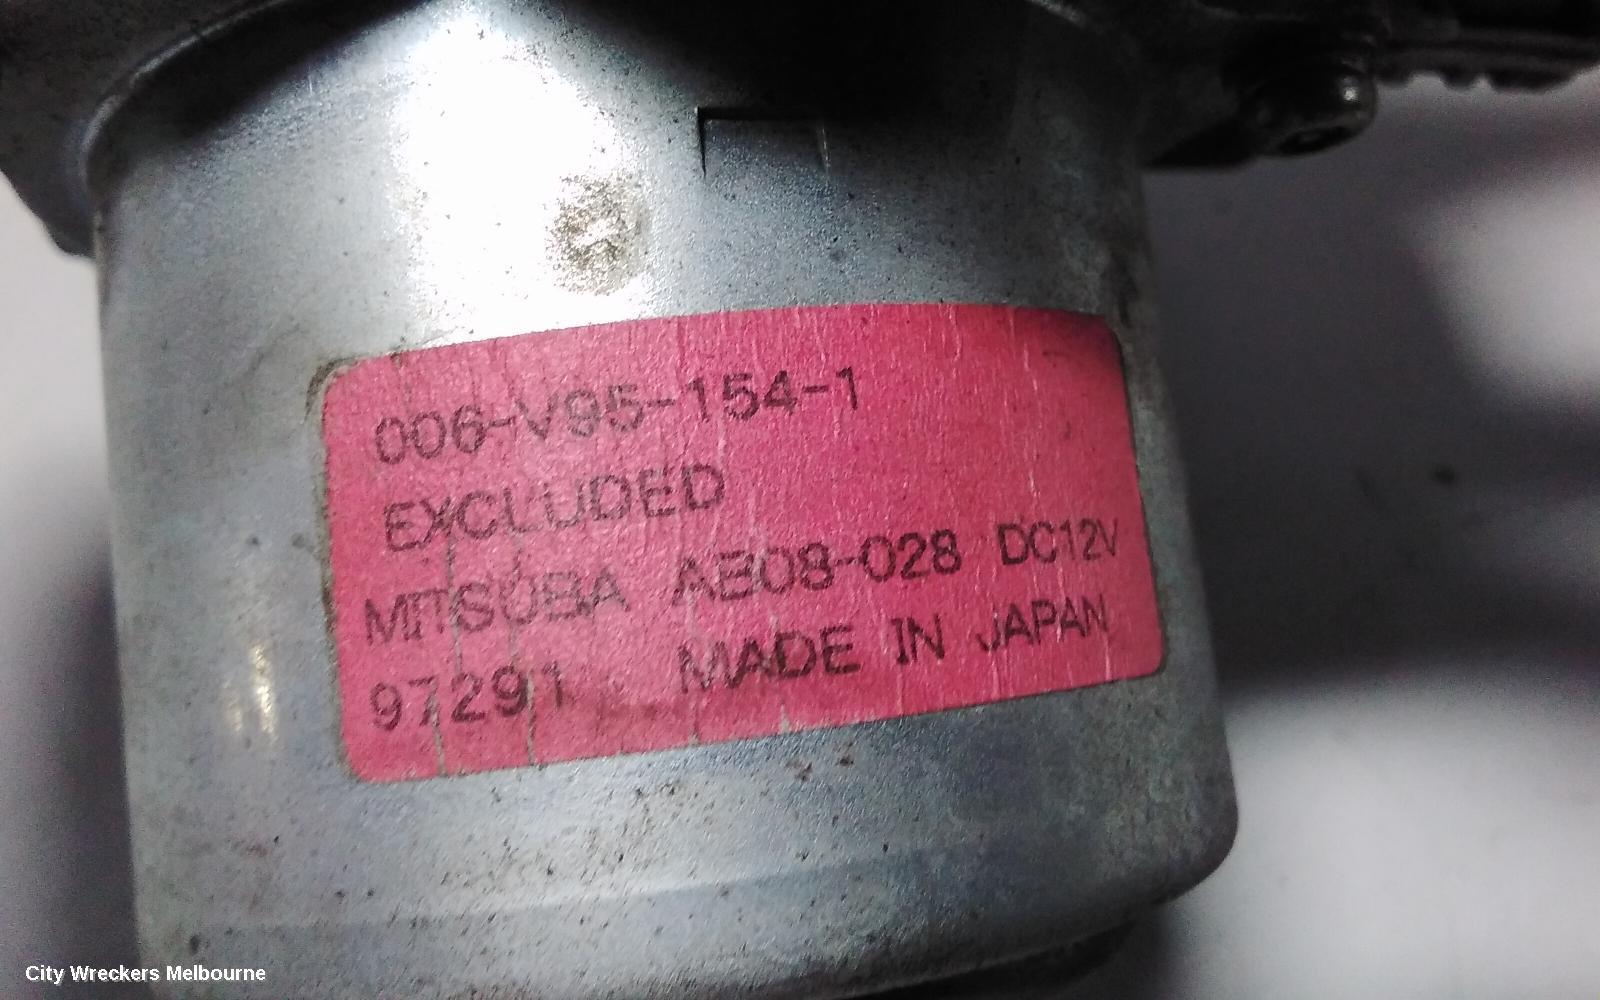 006-V95-154-1
EXCLUDED
MITSUBA AB08-028 DC12V
97291 MADE IN JAPAN
City Wreckers Melbourne